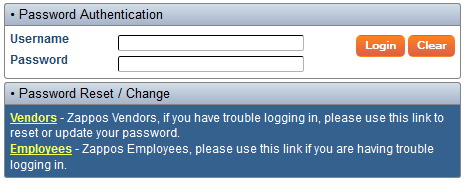 • Password Authentication
Username
Login Clear
Password
• Password Reset / Change
Vendors - Zappos Vendors, if you have trouble logging in, please use this link to
reset or update your password.
Employees - Zappos Employees, please use this link if you are having trouble
logging in.